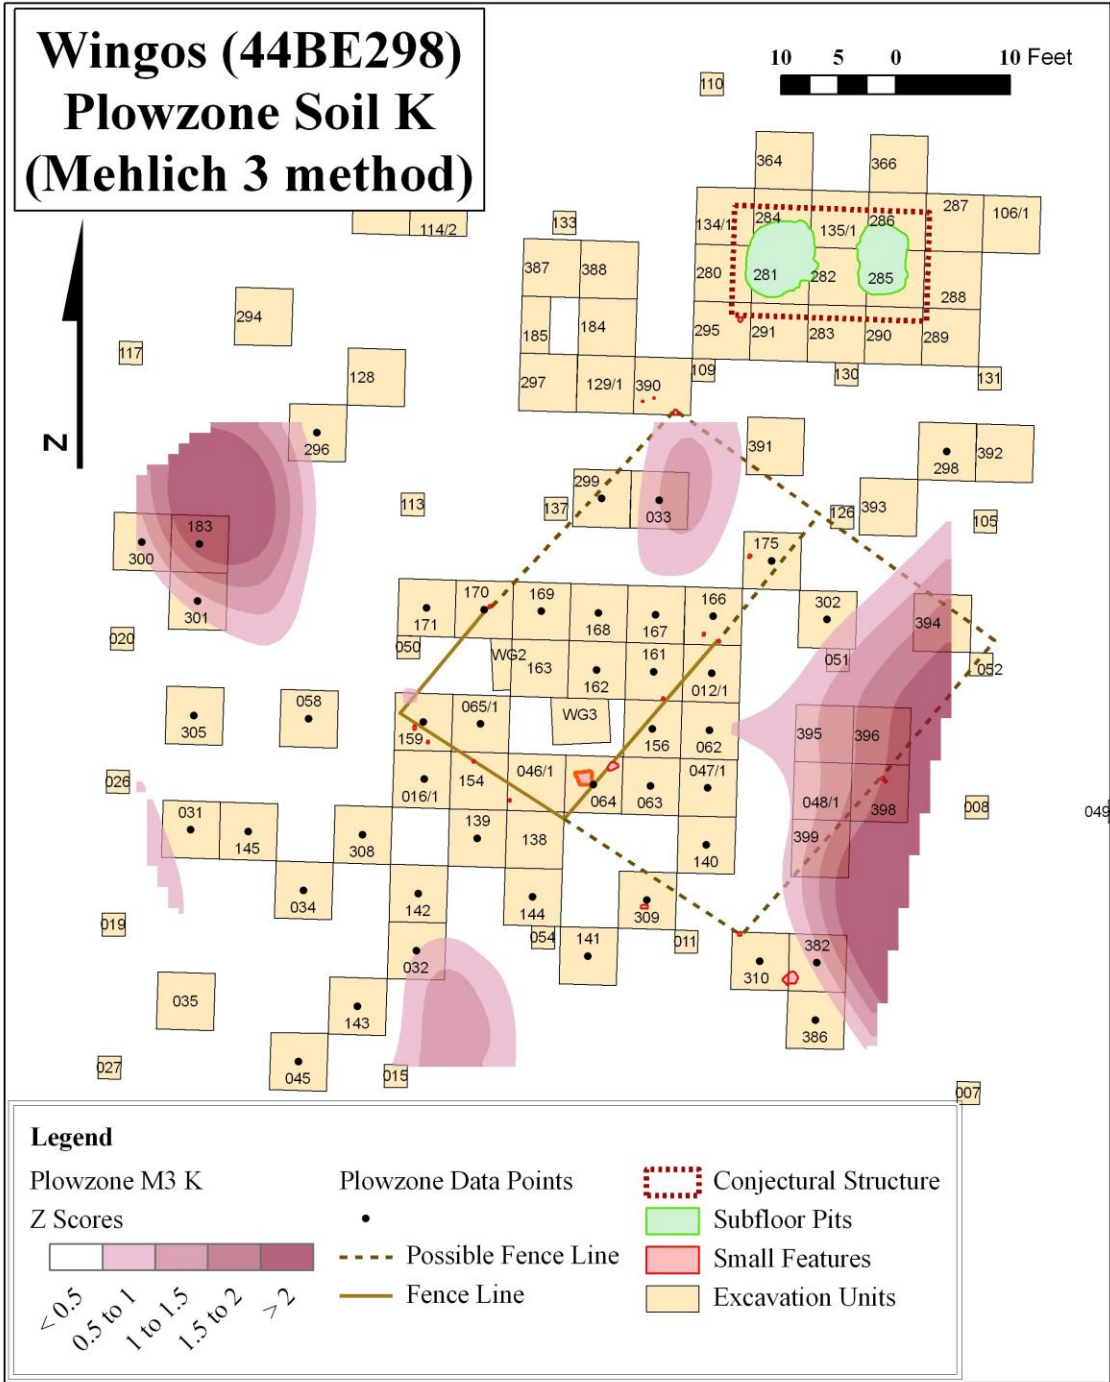 Wingos (44BE298)
Plowzone Soil K
(Mehlich 3 method)
10 5 0 10 Feet
110
364 366
284 286 287 106/1
134/1 135/1
133
114/2
387 388
280 281 282 285 288
294
185 184
295 291 283 290 289
117
109 130 131
128
297 129/1 390
N
296
391
298 392
299
033
113 137
126 393 105
183
300
175
301
171 170 169 168 167 166
302
394
020
050 WG2 163 162 161 012/1
051 052
305 058
159 065/1 WG3 156 062
395 396
026
016/1 154 046/1 064 063 047/1
048/1 398 008 049
031 145 308 139 138 140
399
034 142 144 309
019
032 054 141 011
310 382
035 143
386
027 045 015
007
Legend
Plowzone M3 K
Z Scores
< 0.5
0.5 to 1
1 to 1.5
1.5 to 2
> 2
Plowzone Data Points
Possible Fence Line
Fence Line
Conjectural Structure
Subfloor Pits
Small Features
Excavation Units